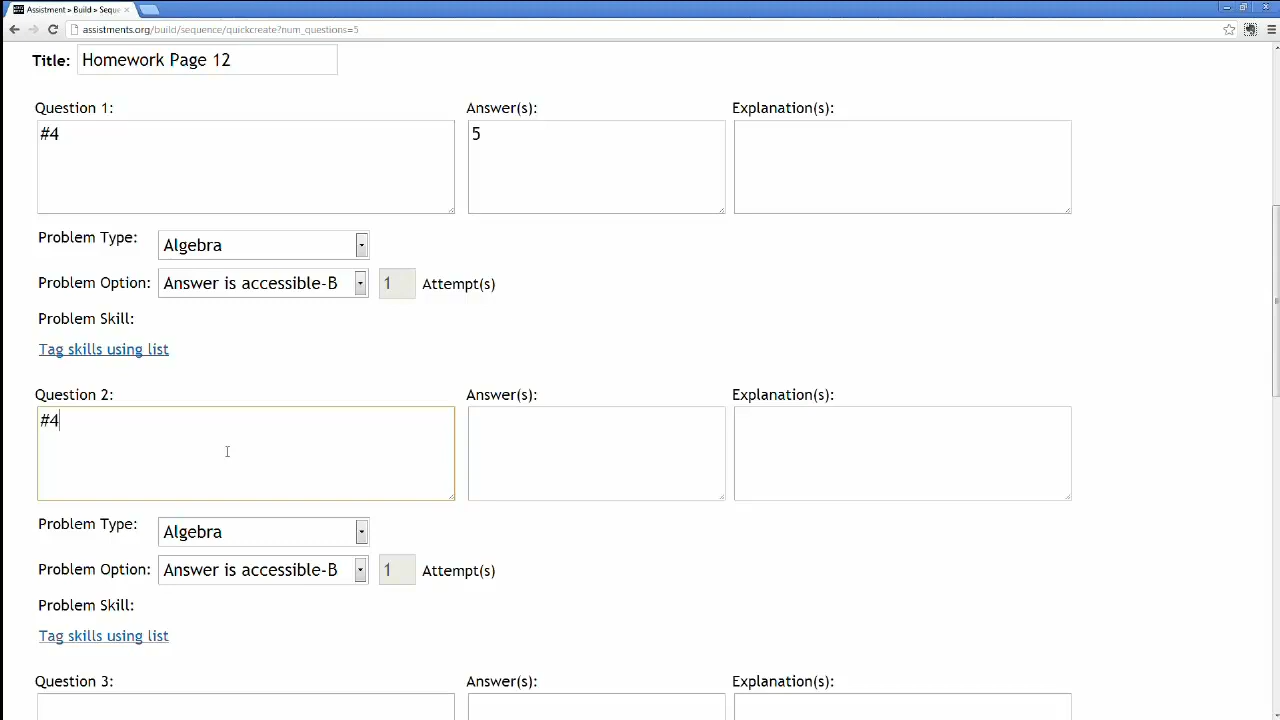 Assistment » Build » Sequ
assistments.org/build/sequence/quickcreate?num_questions=5
Title: Homework Page 12
Question 1: Answer(s): Explanation(s):
#4 5
Problem Type: Algebra
Problem Option: Answer is accessible-B 1 Attempt(s)
Problem Skill:
Tag skills using list
Question 2: Answer(s): Explanation(s):
#4
Problem Type: Algebra
Problem Option: Answer is accessible-B 1 Attempt(s)
Problem Skill:
Tag skills using list
Question 3: Answer(s): Explanation(s):